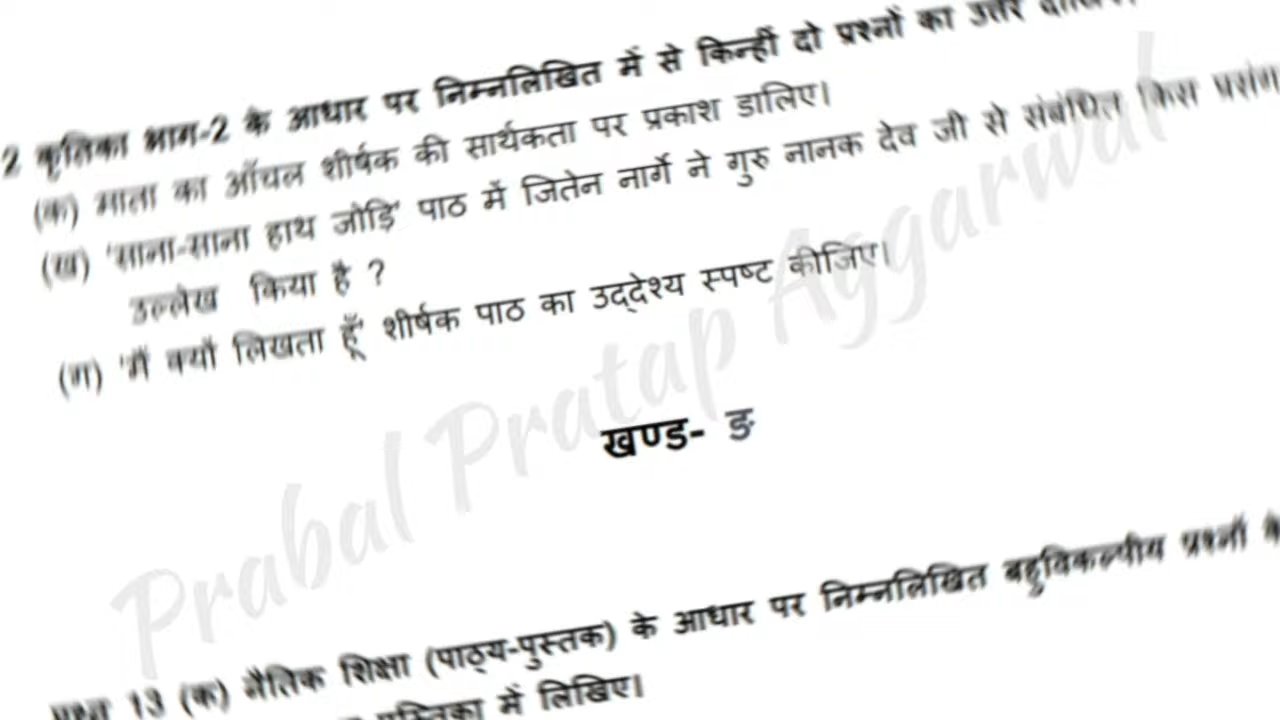 2 कृतिका भाग-2 के आधार पर निम्नलिखित में से किन्हीं दो प्रश्नों का उत्तर
(क) माता का आँचल शीर्षक की सार्थकता पर प्रकाश डालिए।
(ख) 'साना-साना हाथ जोड़ि' पाठ में जितेन नार्गे ने गुरु नानक देव जी से संबंधित किस प्रसंग
उल्लेख किया है ?
(ग) 'मैं क्यों लिखता हूँ' शीर्षक पाठ का उद्देश्य स्पष्ट कीजिए।
खण्ड- ङ
प्रश्न 13 (क) नैतिक शिक्षा (पाठ्य-पुस्तक) के आधार पर निम्नलिखित बहुविकल्पीय प्रश्नों के
में लिखिए।
Prabal Pratap Aggarwal